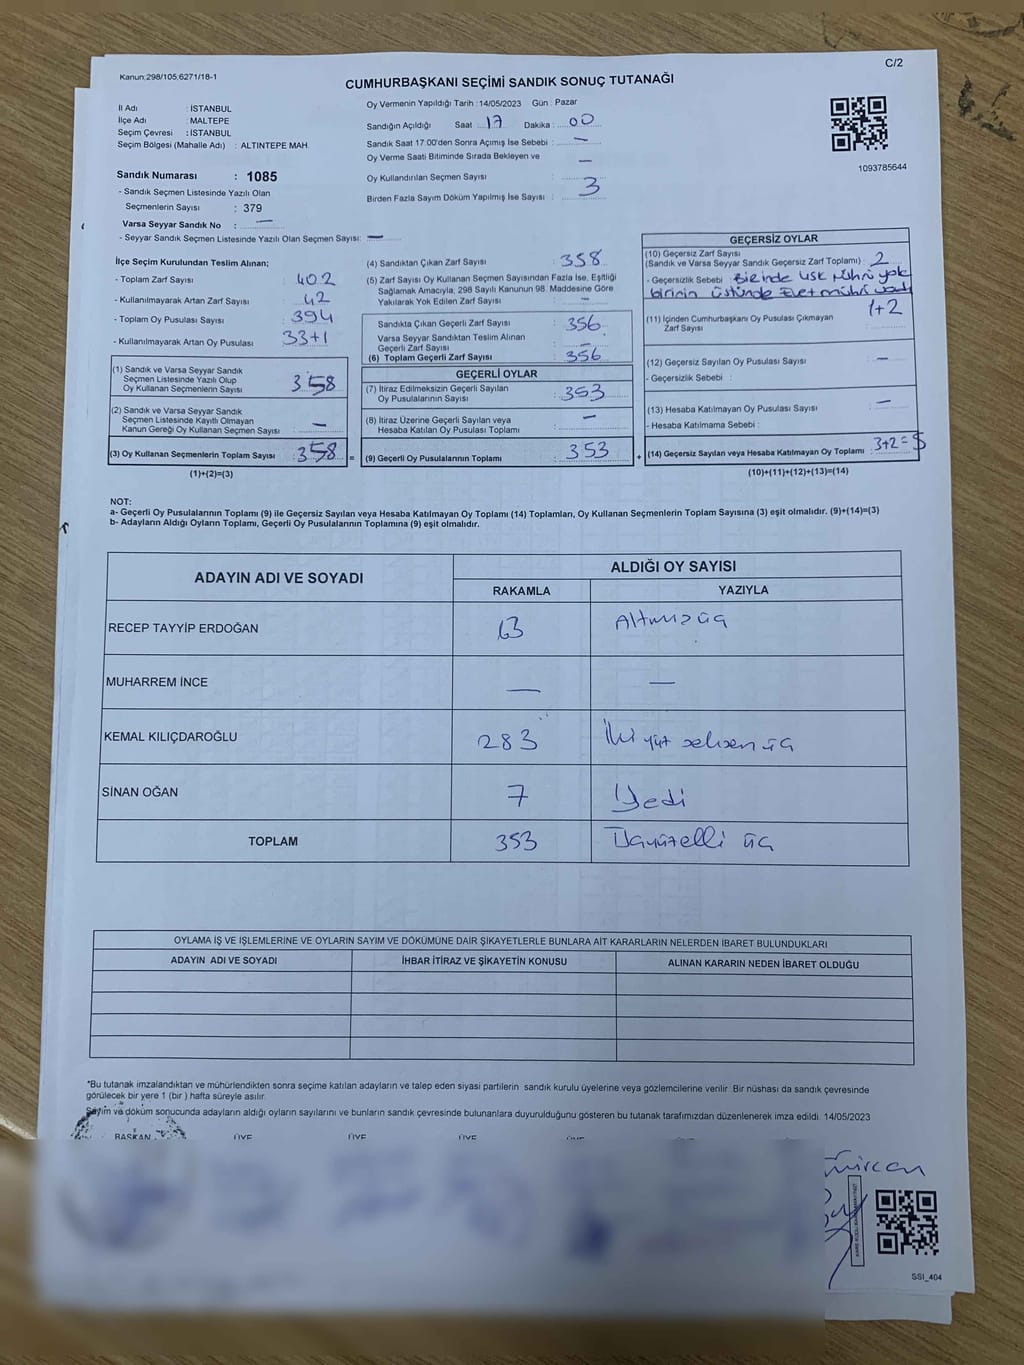 Kanun:298/105;6271/18-1
C/2
CUMHURBAŞKANI SEÇİMİ SANDIK SONUÇ TUTANAĞI
İl Adı : İSTANBUL
İlçe Adı : MALTEPE
Seçim Çevresi : İSTANBUL
Seçim Bölgesi (Mahalle Adı) : ALTINTEPE MAH.
Sandık Numarası : 1085
- Sandık Seçmen Listesinde Yazılı Olan
Seçmenlerin Sayısı : 379
Varsa Seyyar Sandık No : —
- Seyyar Sandık Seçmen Listesinde Yazılı Olan Seçmen Sayısı: —
Oy Vermenin Yapıldığı Tarih : 14/05/2023 Gün : Pazar
Sandığın Açıldığı Saat : 17 Dakika : 00
Sandık Saat 17:00'den Sonra Açımış İse Sebebi : —
Oy Verme Saati Bitiminde Sırada Bekleyen ve
Oy Kullandırılan Seçmen Sayısı : —
Birden Fazla Sayım Döküm Yapılmış İse Sayısı : 3
1093785644
İlçe Seçim Kurulundan Teslim Alınan;
- Toplam Zarf Sayısı : 402
- Kullanılmayarak Artan Zarf Sayısı : 42
- Toplam Oy Pusulası Sayısı : 394
- Kullanılmayarak Artan Oy Pusulası : 33+1
(1) Sandık ve Varsa Seyyar Sandık
Seçmen Listesinde Yazılı Olup
Oy Kullanan Seçmenlerin Sayısı : 358
(2) Sandık ve Varsa Seyyar Sandık
Seçmen Listesinde Kayıtlı Olmayan
Kanun Gereği Oy Kullanan Seçmen Sayısı : —
(3) Oy Kullanan Seçmenlerin Toplam Sayısı : 358 =
(1)+(2)=(3)
(4) Sandıktan Çıkan Zarf Sayısı : 358
(5) Zarf Sayısı Oy Kullanan Seçmen Sayısından Fazla İse, Eşitliği
Sağlamak Amacıyla, 298 Sayılı Kanunun 98. Maddesine Göre
Yakılarak Yok Edilen Zarf Sayısı : —
Sandıkta Çıkan Geçerli Zarf Sayısı : 356
Varsa Seyyar Sandıktan Teslim Alınan
Geçerli Zarf Sayısı : —
(6) Toplam Geçerli Zarf Sayısı : 356
GEÇERLİ OYLAR
(7) İtiraz Edilmeksizin Geçerli Sayılan
Oy Pusulalarının Sayısı : 353
(8) İtiraz Üzerine Geçerli Sayılan veya
Hesaba Katılan Oy Pusulası Toplamı : —
(9) Geçerli Oy Pusulalarının Toplamı : 353 +
GEÇERSİZ OYLAR
(10) Geçersiz Zarf Sayısı
(Sandık ve Varsa Seyyar Sandık Geçersiz Zarf Toplamı) : 2
- Geçersizlik Sebebi : Birinde YSK Mührü yok
birinin üstünde Evet mührü vardı
(11) İçinden Cumhurbaşkanı Oy Pusulası Çıkmayan
Zarf Sayısı : 1+2
(12) Geçersiz Sayılan Oy Pusulası Sayısı : —
- Geçersizlik Sebebi :
(13) Hesaba Katılmayan Oy Pusulası Sayısı : —
- Hesaba Katılmama Sebebi :
(14) Geçersiz Sayılan veya Hesaba Katılmayan Oy Toplamı : 3+2=5
(10)+(11)+(12)+(13)=(14)
NOT:
a- Geçerli Oy Pusulalarının Toplamı (9) ile Geçersiz Sayılan veya Hesaba Katılmayan Oy Toplamı (14) Toplamları, Oy Kullanan Seçmenlerin Toplam Sayısına (3) eşit olmalıdır. (9)+(14)=(3)
b- Adayların Aldığı Oyların Toplamı, Geçerli Oy Pusulalarının Toplamına (9) eşit olmalıdır.
ADAYIN ADI VE SOYADI
ALDIĞI OY SAYISI
RAKAMLA YAZIYLA
RECEP TAYYİP ERDOĞAN 63 Altmışüç
MUHARREM İNCE — —
KEMAL KILIÇDAROĞLU 283 İki yüz seksen üç
SİNAN OĞAN 7 Yedi
TOPLAM 353 Üçyüzelli üç
OYLAMA İŞ VE İŞLEMLERİNE VE OYLARIN SAYIM VE DÖKÜMÜNE DAİR ŞİKAYETLERLE BUNLARA AİT KARARLARIN NELERDEN İBARET BULUNDUKLARI
ADAYIN ADI VE SOYADI İHBAR İTİRAZ VE ŞİKAYETİN KONUSU ALINAN KARARIN NEDEN İBARET OLDUĞU
*Bu tutanak imzalandıktan ve mühürlendikten sonra seçime katılan adayların ve talep eden siyasi partilerin sandık kurulu üyelerine veya gözlemcilerine verilir. Bir nüshası da sandık çevresinde
görülecek bir yere 1 (bir ) hafta süreyle asılır.
Sayım ve döküm sonucunda adayların aldığı oyların sayılarını ve bunların sandık çevresinde bulunanlara duyurulduğunu gösteren bu tutanak tarafımızdan düzenlenerek imza edildi. 14/05/2023
BAŞKAN ÜYE ÜYE ÜYE ÜYE
SSI_404